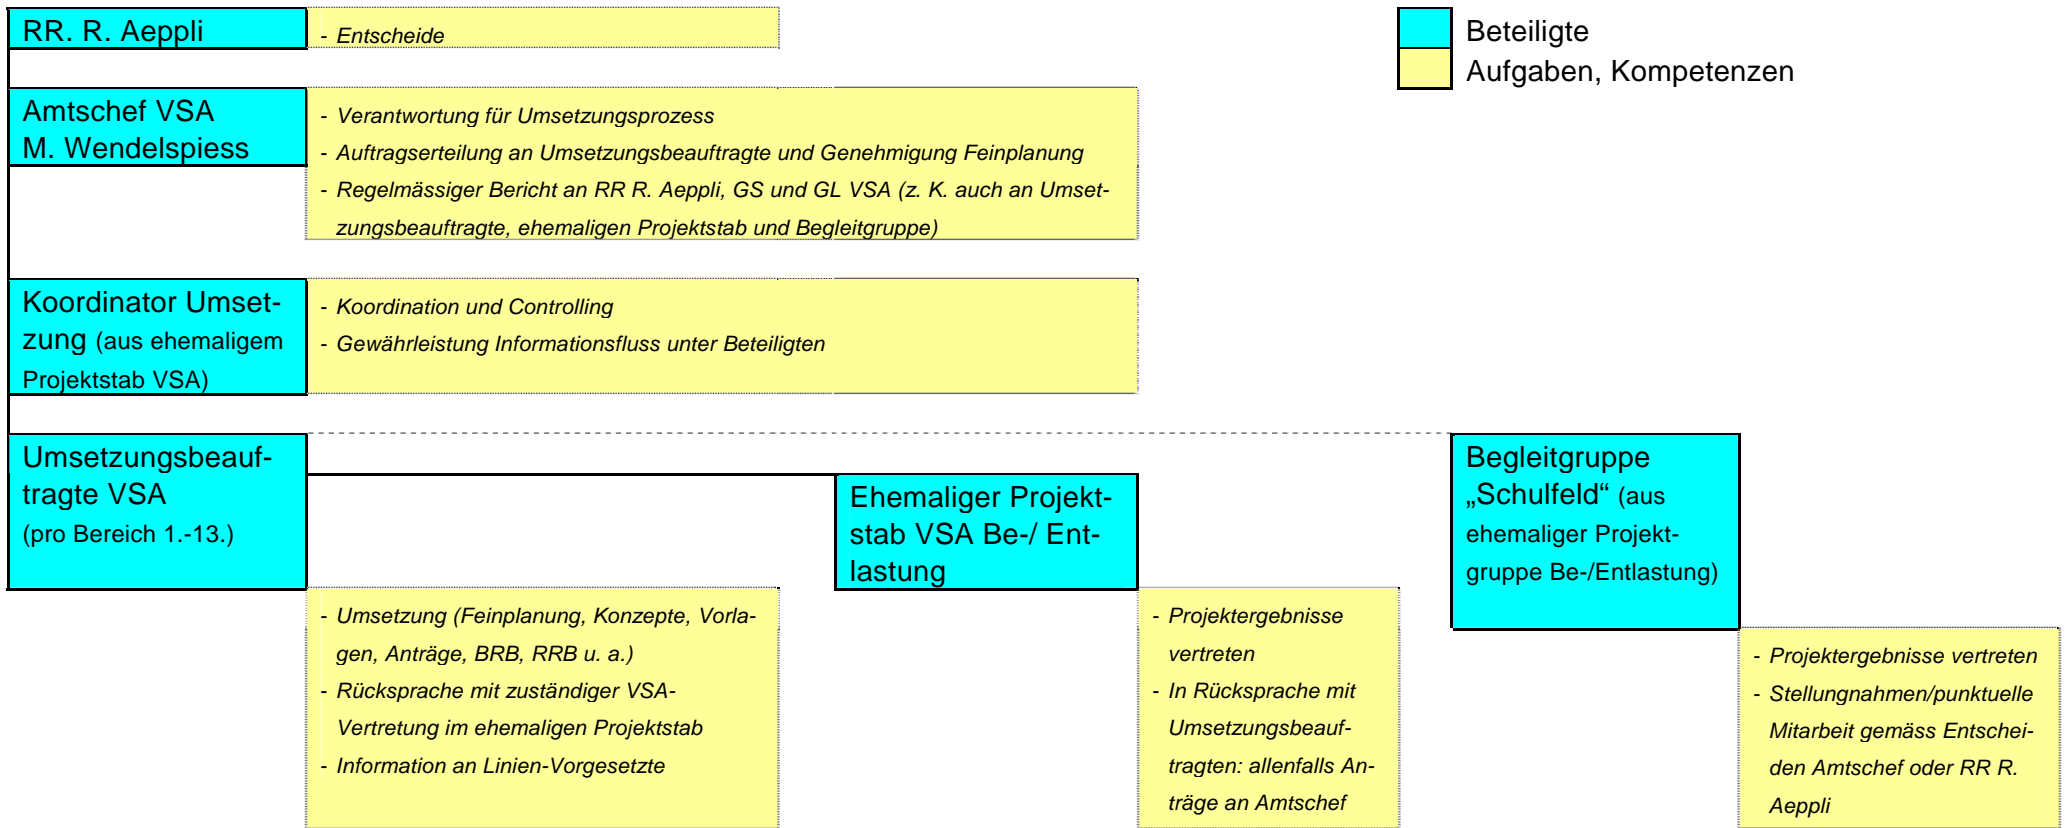 RR. R. Aeppli
- Entscheide
Beteiligte
Aufgaben, Kompetenzen
Amtschef VSA
M. Wendelspiess
- Verantwortung für Umsetzungsprozess
- Auftragserteilung an Umsetzungsbeauftragte und Genehmigung Feinplanung
- Regelmässiger Bericht an RR R. Aeppli, GS und GL VSA (z. K. auch an Umset-
zungsbeauftragte, ehemaligen Projektstab und Begleitgruppe)
Koordinator Umset-
zung (aus ehemaligem
Projektstab VSA)
- Koordination und Controlling
- Gewährleistung Informationsfluss unter Beteiligten
Umsetzungsbeauf-
tragte VSA
(pro Bereich 1.-13.)
- Umsetzung (Feinplanung, Konzepte, Vorla-
gen, Anträge, BRB, RRB u. a.)
- Rücksprache mit zuständiger VSA-
Vertretung im ehemaligen Projektstab
- Information an Linien-Vorgesetzte
Ehemaliger Projekt-
stab VSA Be-/ Ent-
lastung
- Projektergebnisse
vertreten
- In Rücksprache mit
Umsetzungsbeauf-
tragten: allenfalls An-
träge an Amtschef
Begleitgruppe
„Schulfeld“ (aus
ehemaliger Projekt-
gruppe Be-/Entlastung)
- Projektergebnisse vertreten
- Stellungnahmen/punktuelle
Mitarbeit gemäss Entschei-
den Amtschef oder RR R.
Aeppli